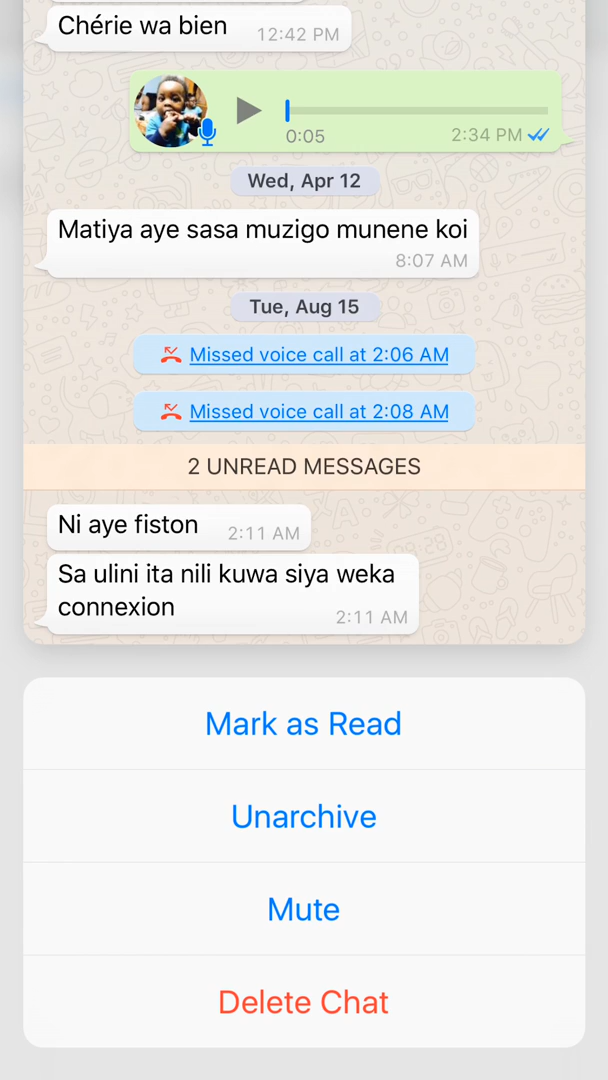 Chérie wa bien
12:42 PM
0:05
2:34 PM
Wed, Apr 12
Matiya aye sasa muzigo munene koi
8:07 AM
Tue, Aug 15
Missed voice call at 2:06 AM
Missed voice call at 2:08 AM
2 UNREAD MESSAGES
Ni aye fiston
2:11 AM
Sa ulini ita nili kuwa siya weka
connexion
2:11 AM
Mark as Read
Unarchive
Mute
Delete Chat